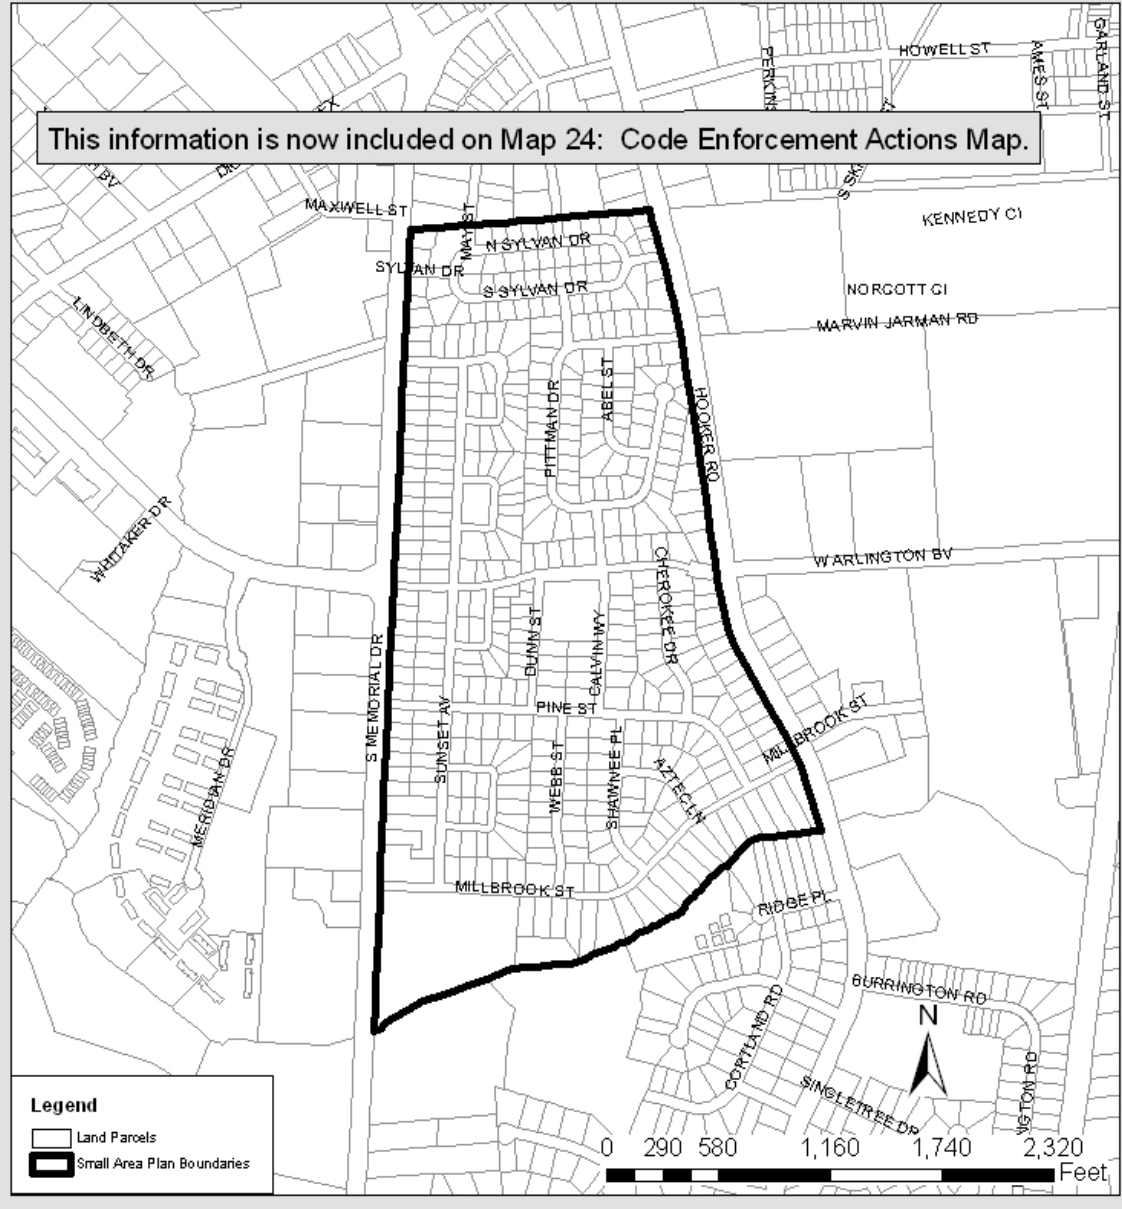 HOWELL ST
PERKINS
AMES ST
GARLAND ST
This information is now included on Map 24: Code Enforcement Actions Map.
BV
S SK
ST
MAXWELL ST
MAY ST
KENNEDY CI
N SYLVAN DR
SYLVAN DR
S SYLVAN DR
NORCOTT CI
MARVIN JARMAN RD
LINDBETH DR
PITTMAN DR
ABEL ST
HOOKER RD
WHITAKER DR
W ARLINGTON BV
CHEROKEE DR
DUNN ST
CALVIN WY
S MEMORIAL DR
SUNSET AV
PINE ST
MILLBROOK ST
WEBB ST
SHAWNEE PL
AZTEC LN
MERIDIAN DR
MILLBROOK ST
RIDGE PL
BURRINGTON RD
CORTLAND RD
N
SINGLETREE DR
NGTON RD
Legend
Land Parcels
Small Area Plan Boundaries
0 290 580 1,160 1,740 2,320
Feet